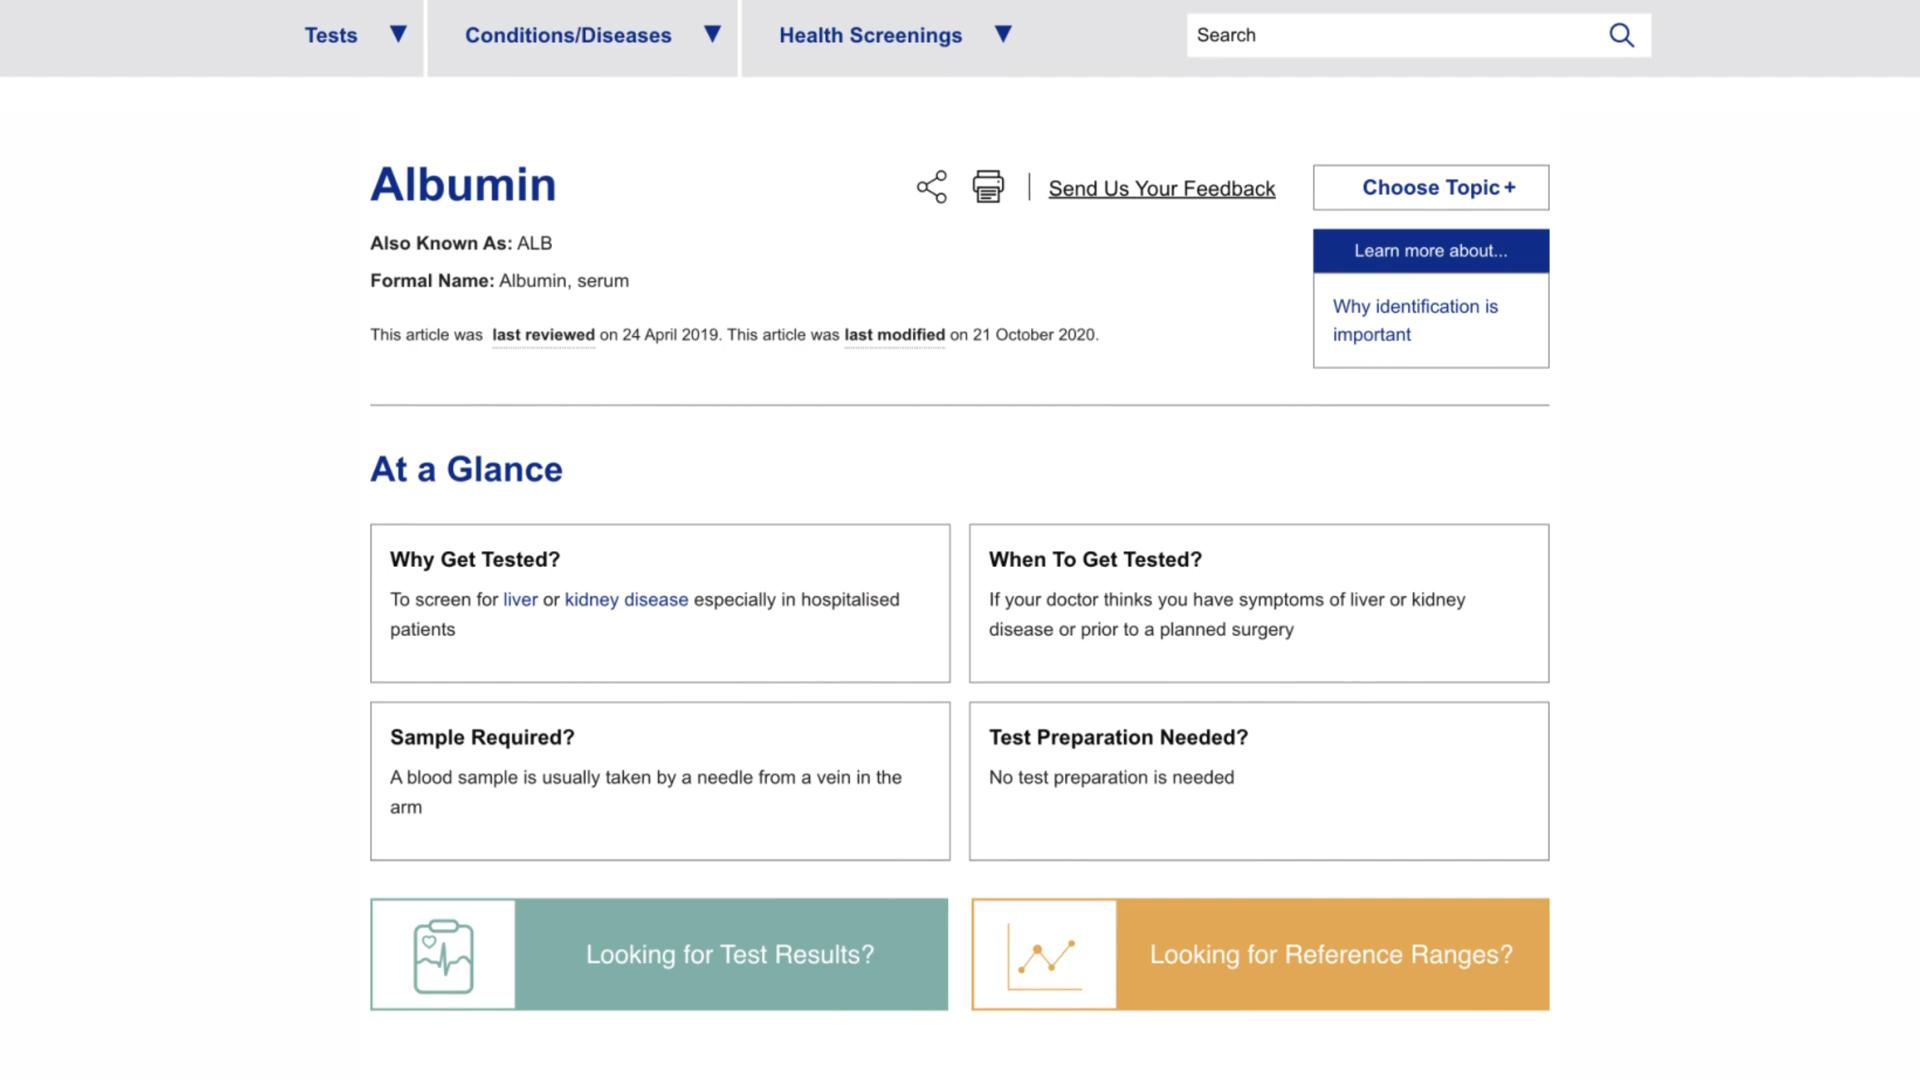 Tests
Conditions/Diseases
Health Screenings
Search
Albumin
Send Us Your Feedback
Choose Topic +
Also Known As: ALB
Formal Name: Albumin, serum
This article was last reviewed on 24 April 2019. This article was last modified on 21 October 2020.
Learn more about...
Why identification is
important
At a Glance
Why Get Tested?
To screen for liver or kidney disease especially in hospitalised
patients
When To Get Tested?
If your doctor thinks you have symptoms of liver or kidney
disease or prior to a planned surgery
Sample Required?
A blood sample is usually taken by a needle from a vein in the
arm
Test Preparation Needed?
No test preparation is needed
Looking for Test Results?
Looking for Reference Ranges?